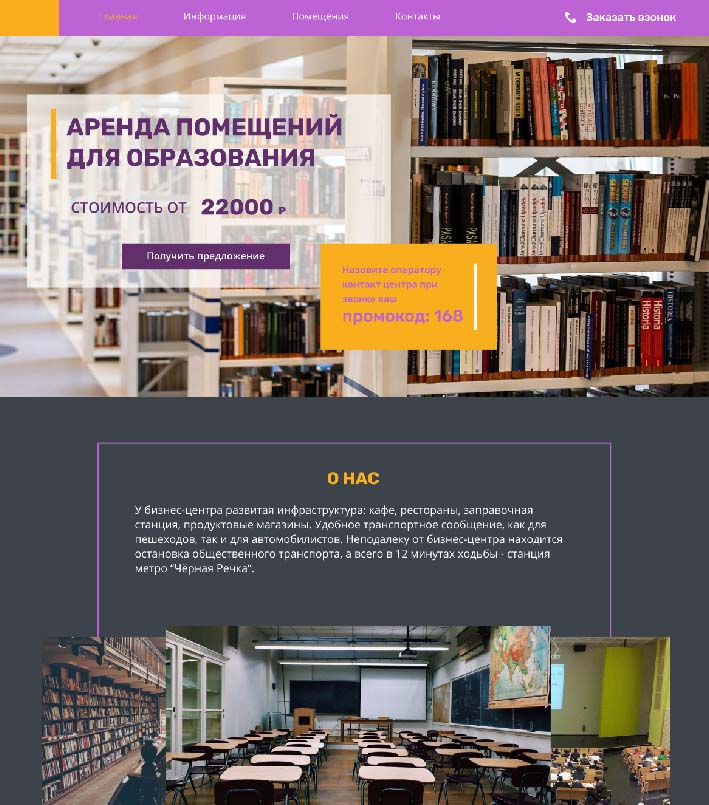 Главная
Информация
Помещения
Контакты
Заказать взонок
АРЕНДА ПОМЕЩЕНИЙ
ДЛЯ ОБРАЗОВАНИЯ
СТОИМОСТЬ ОТ 22000 Р
Получить предложение
Назовите оператору
контакт центра при
звонке ваш
промокод: 168
О НАС
У бизнес-центра развитая инфраструктура: кафе, рестораны, заправочная
станция, продуктовые магазины. Удобное транспортное сообщение, как для
пешеходов, так и для автомобилистов. Неподалеку от бизнес-центра находится
остановка общественного транспорта, а всего в 12 минутах ходьбы - станция
метро “Чёрная Речка”.